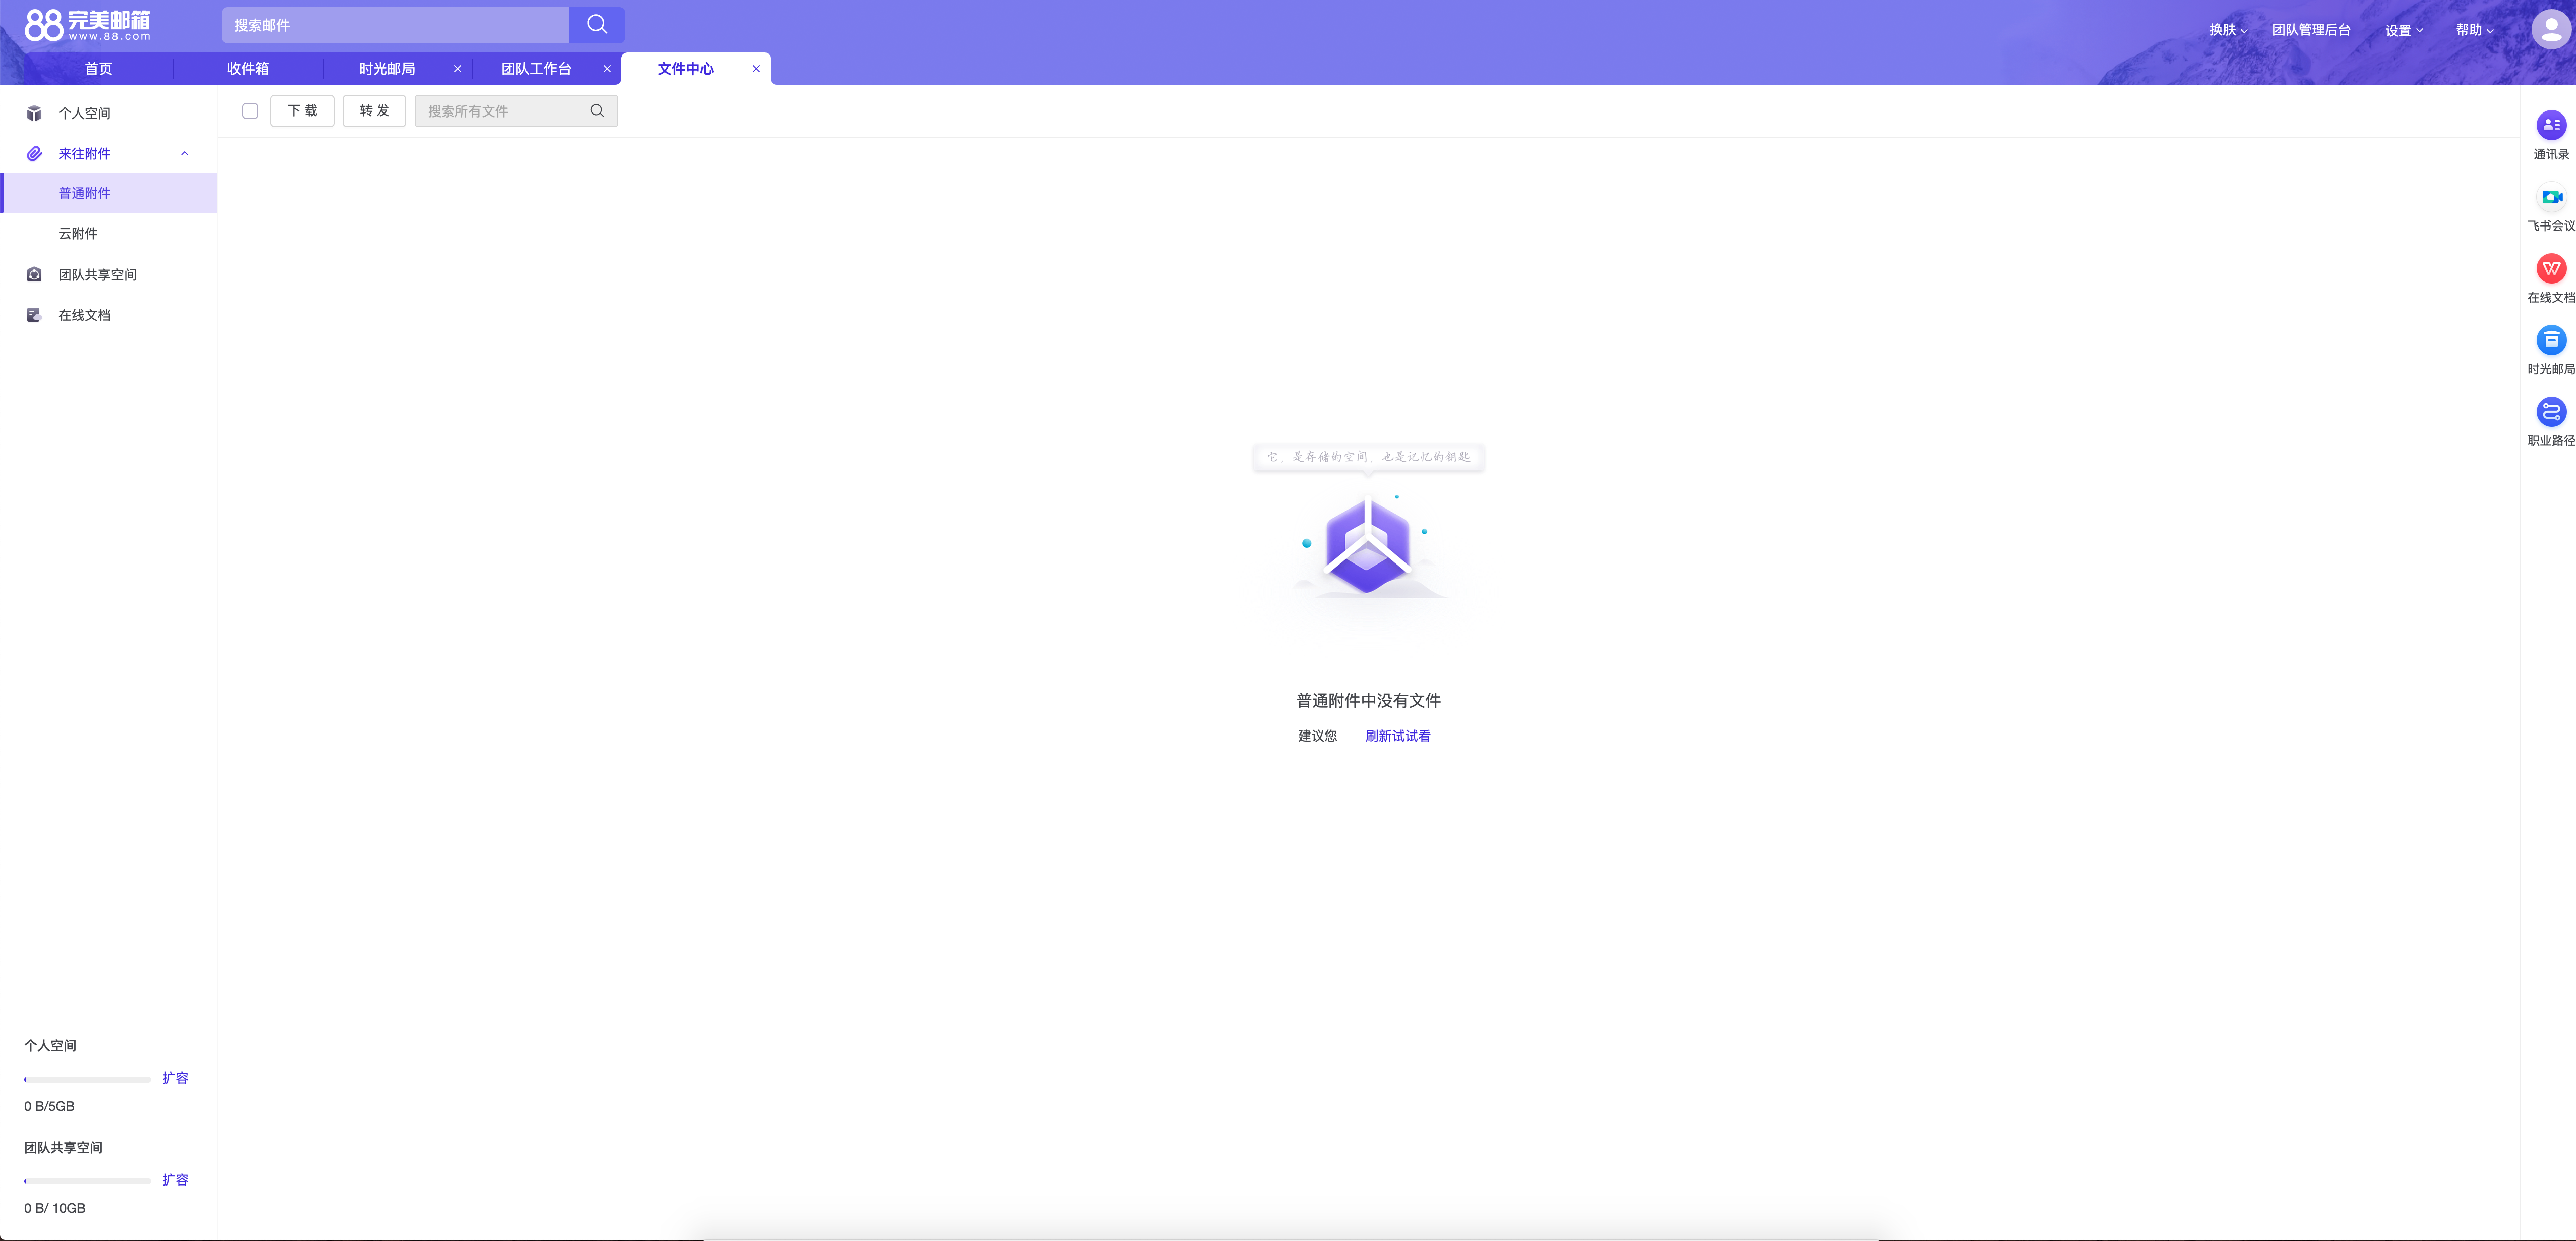 88 完美邮箱
www.88.com
搜索邮件
换肤
团队管理后台
设置
帮助
首页
收件箱
时光邮局
团队工作台
文件中心
个人空间
来往附件
普通附件
云附件
团队共享空间
在线文档
下 载
转 发
搜索所有文件
它，是存储的空间，也是记忆的钥匙
普通附件中没有文件
建议您
刷新试试看
通讯录
飞书会议
在线文档
时光邮局
职业路径
个人空间
扩容
0 B/5GB
团队共享空间
扩容
0 B/ 10GB